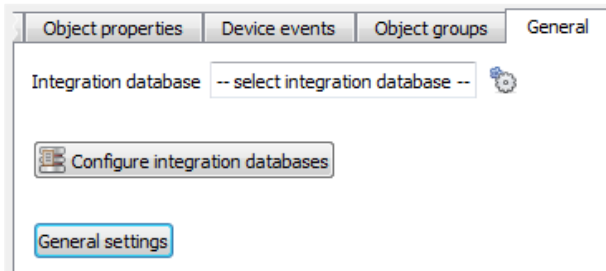 Object properties Device events Object groups General
Integration database -- select integration database --
Configure integration databases
General settings